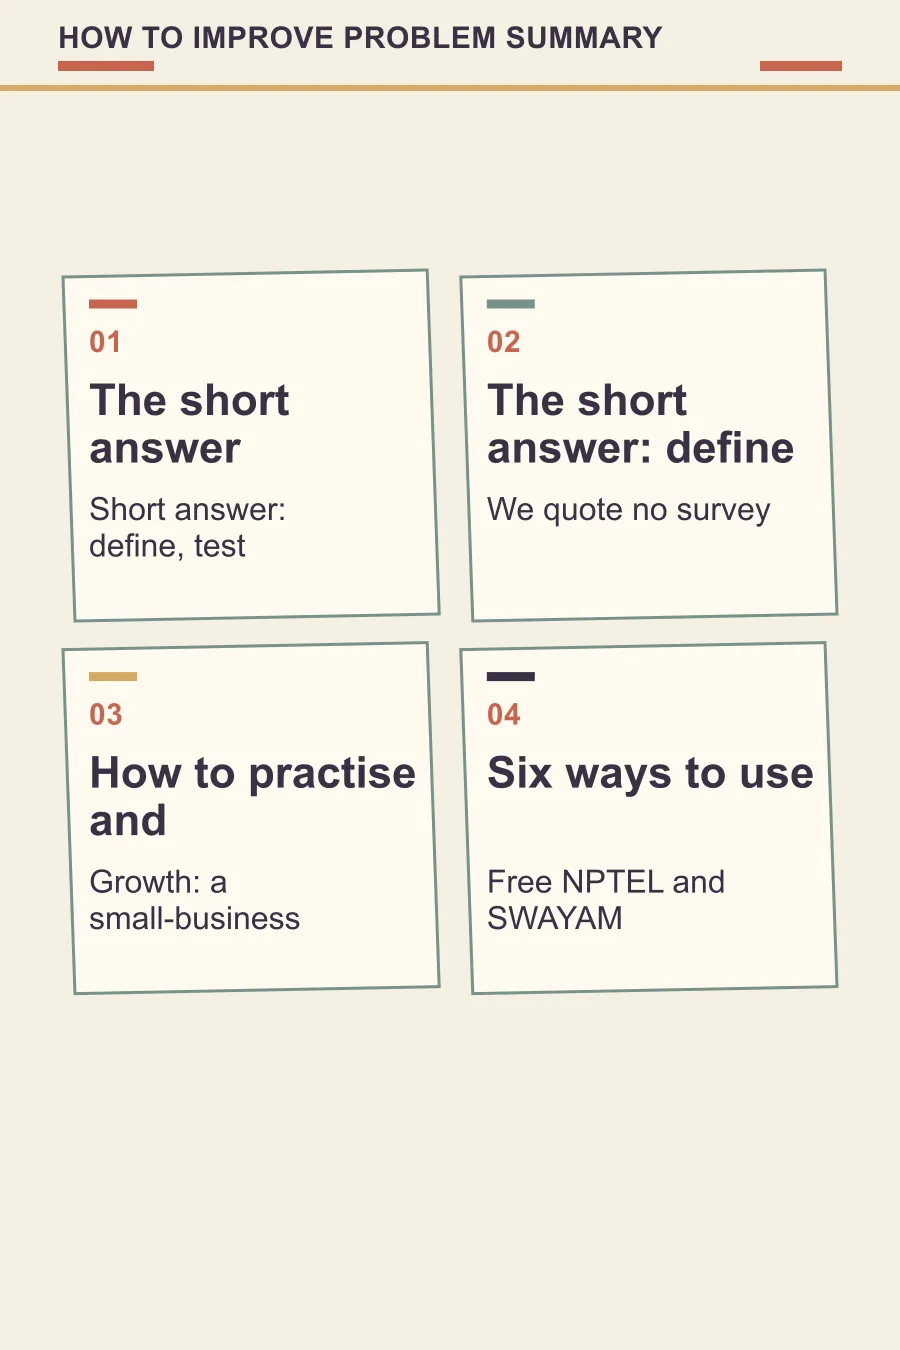 HOW TO IMPROVE PROBLEM SUMMARY
01
The short
answer
Short answer:
define, test
02
The short
answer: define
We quote no survey
03
How to practise
and
Growth: a
small-business
04
Six ways to use
Free NPTEL and
SWAYAM